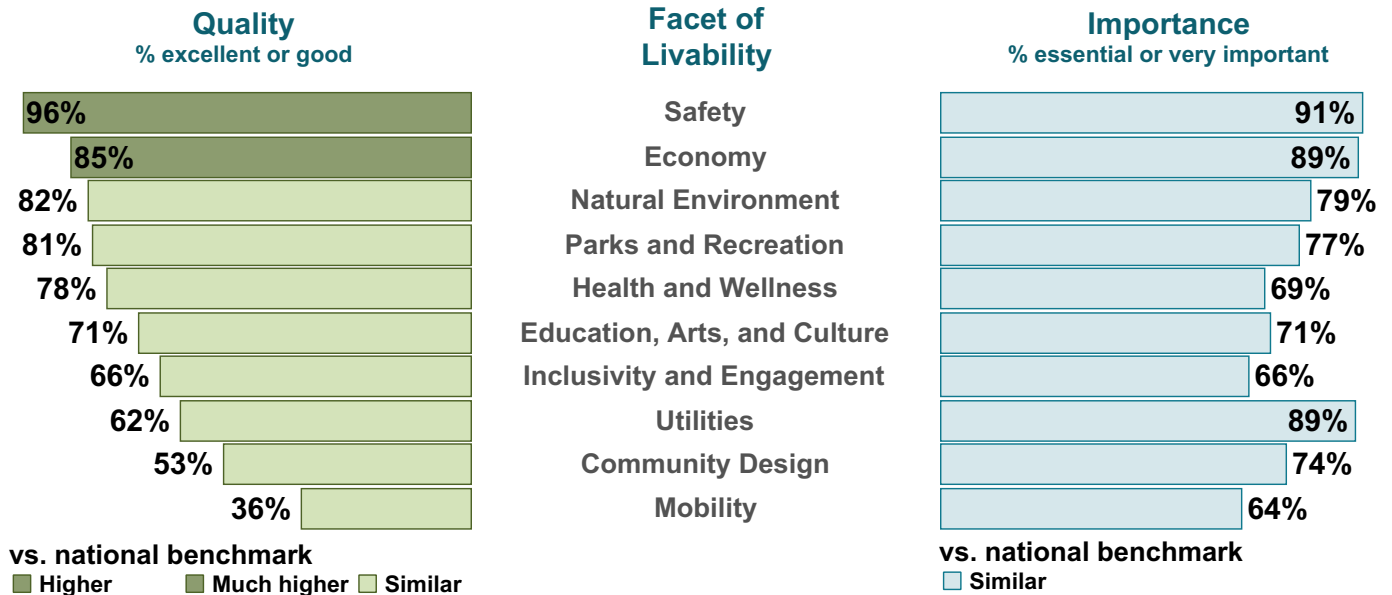 Quality
% excellent or good
Facet of
Livability
Importance
% essential or very important
96% Safety 91%
85% Economy 89%
82% Natural Environment 79%
81% Parks and Recreation 77%
78% Health and Wellness 69%
71% Education, Arts, and Culture 71%
66% Inclusivity and Engagement 66%
62% Utilities 89%
53% Community Design 74%
36% Mobility 64%
vs. national benchmark
Higher Much higher Similar
vs. national benchmark
Similar